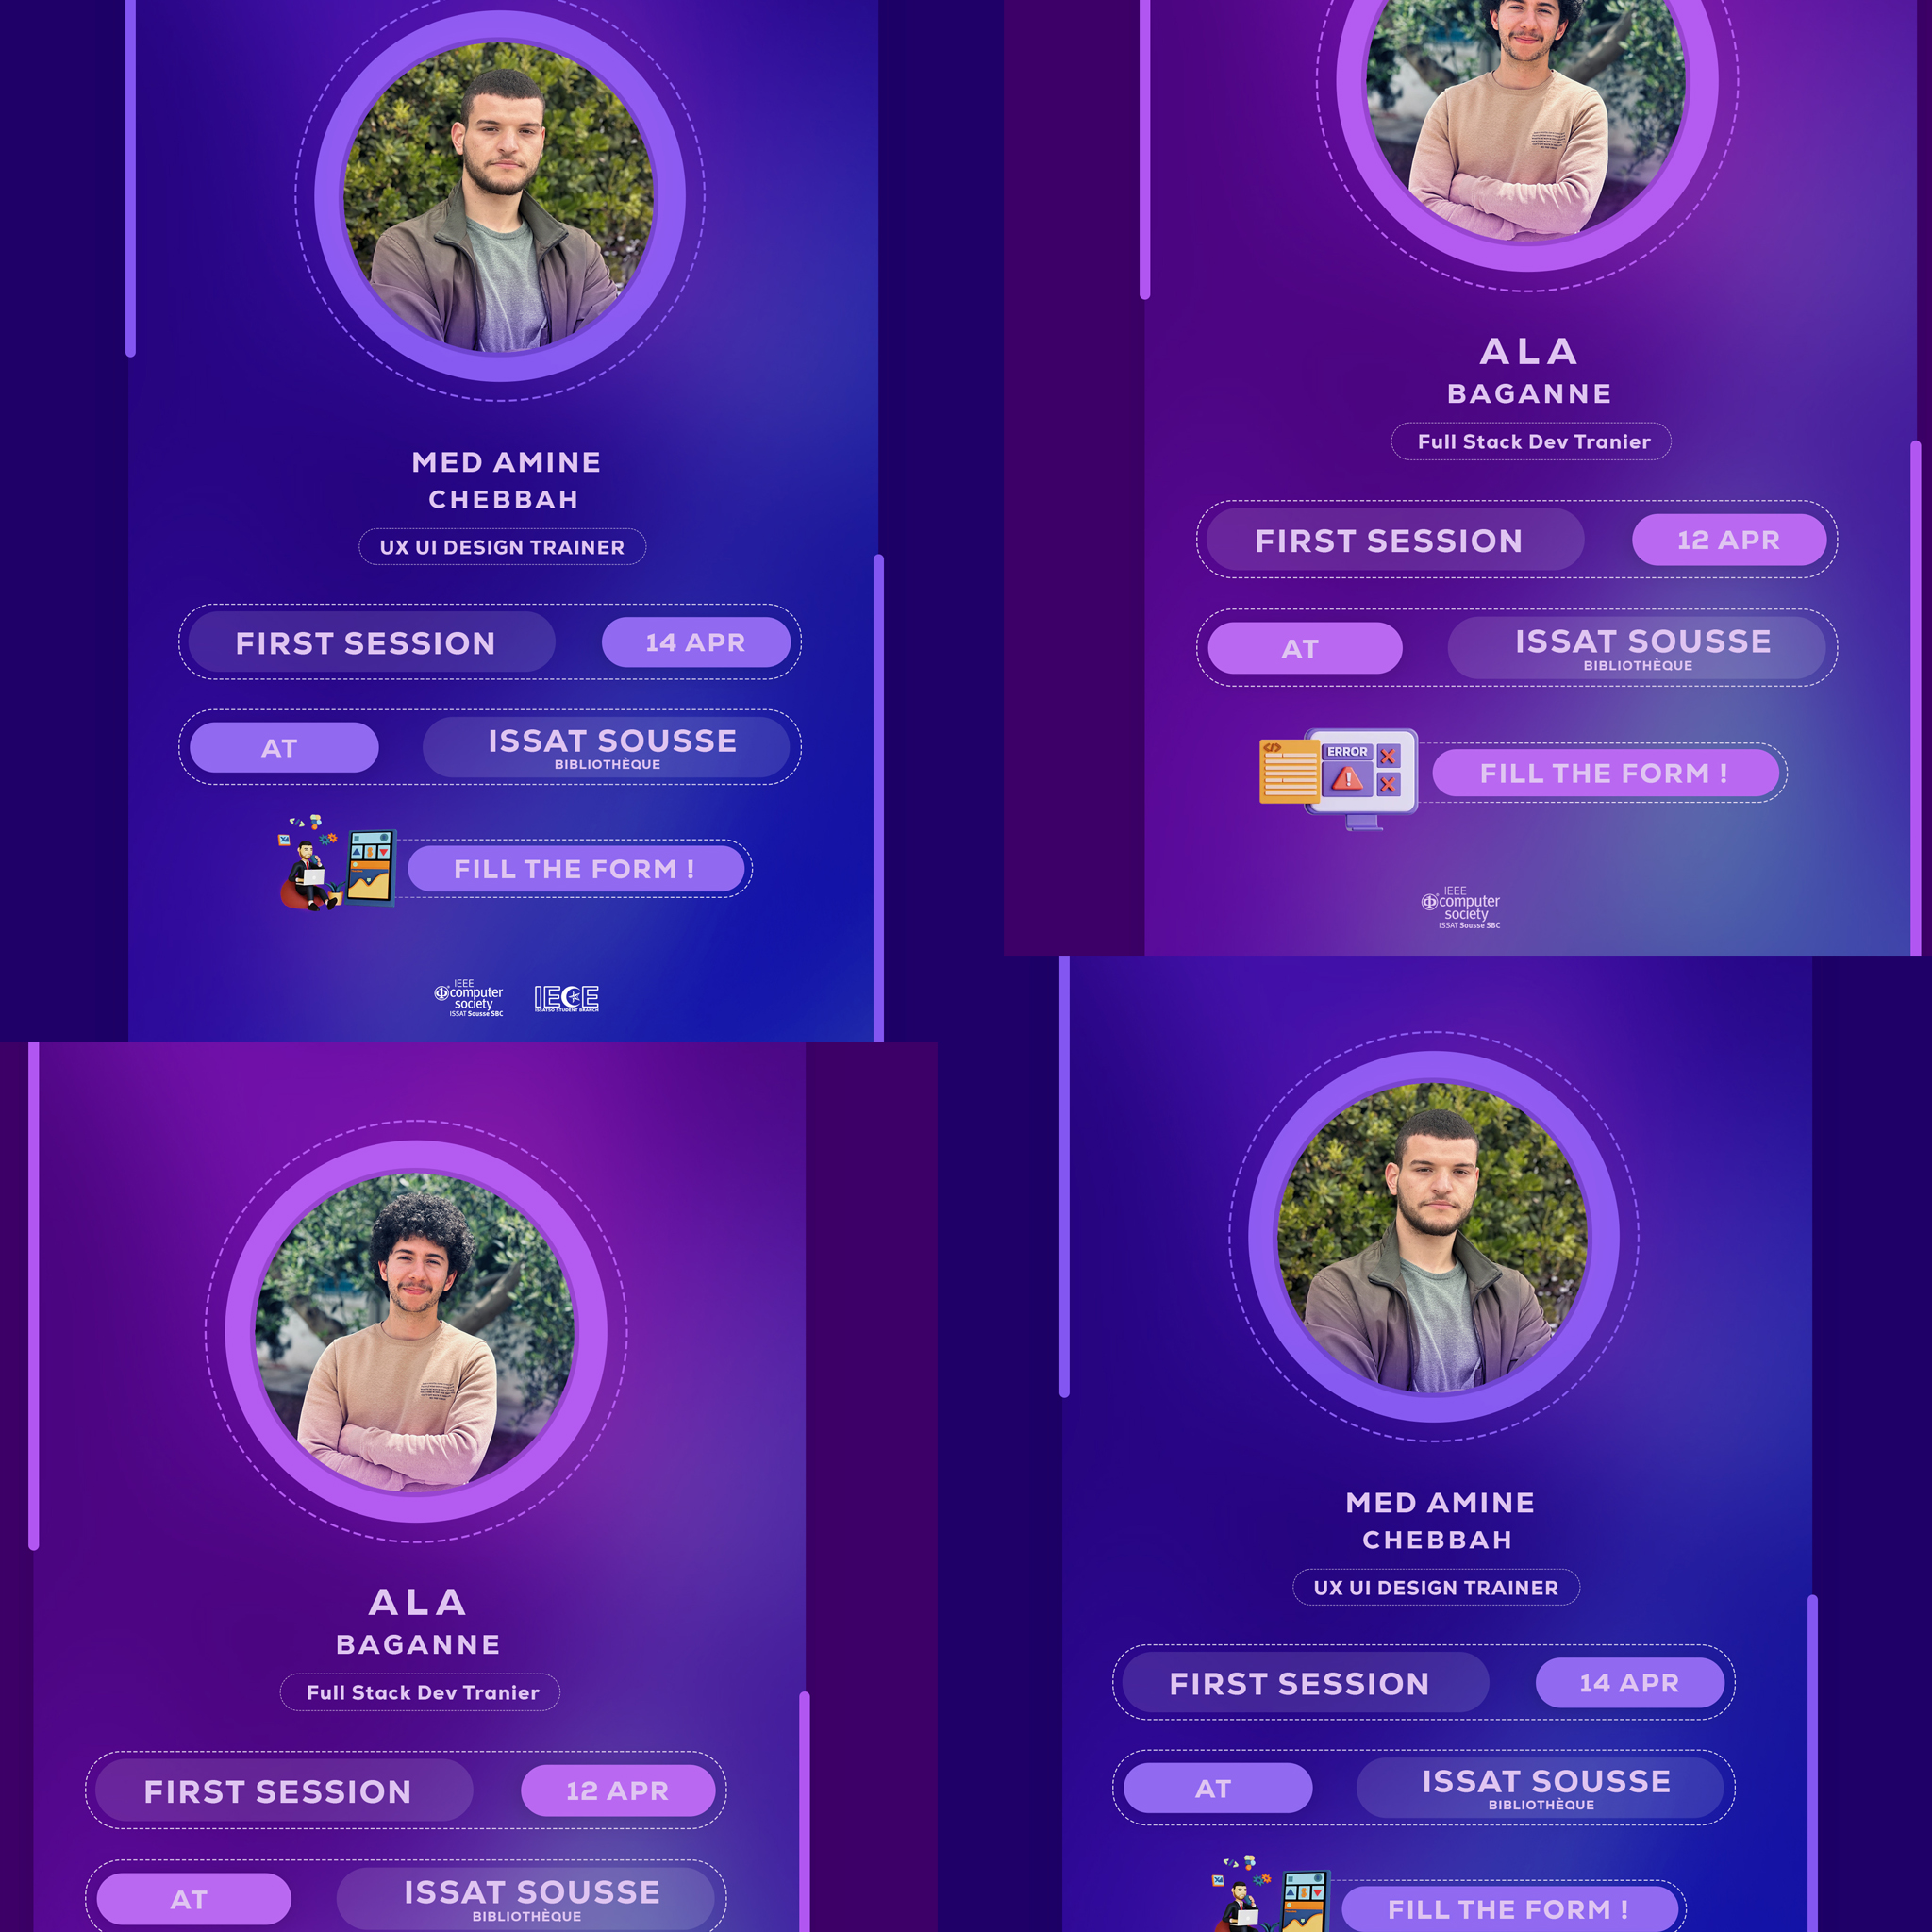 MED AMINE
CHEBBAH
UX UI DESIGN TRAINER
FIRST SESSION
14 APR
AT
ISSAT SOUSSE
BIBLIOTHÈQUE
FILL THE FORM !
IEEE
computer
society
ISSAT Sousse SBC
ISSATSO STUDENT BRANCH
ALA
BAGANNE
Full Stack Dev Tranier
FIRST SESSION
12 APR
AT
ISSAT SOUSSE
BIBLIOTHÈQUE
ERROR
FILL THE FORM !
IEEE
computer
society
ISSAT Sousse SBC
ALA
BAGANNE
Full Stack Dev Tranier
FIRST SESSION
12 APR
AT
ISSAT SOUSSE
BIBLIOTHÈQUE
MED AMINE
CHEBBAH
UX UI DESIGN TRAINER
FIRST SESSION
14 APR
AT
ISSAT SOUSSE
BIBLIOTHÈQUE
FILL THE FORM !